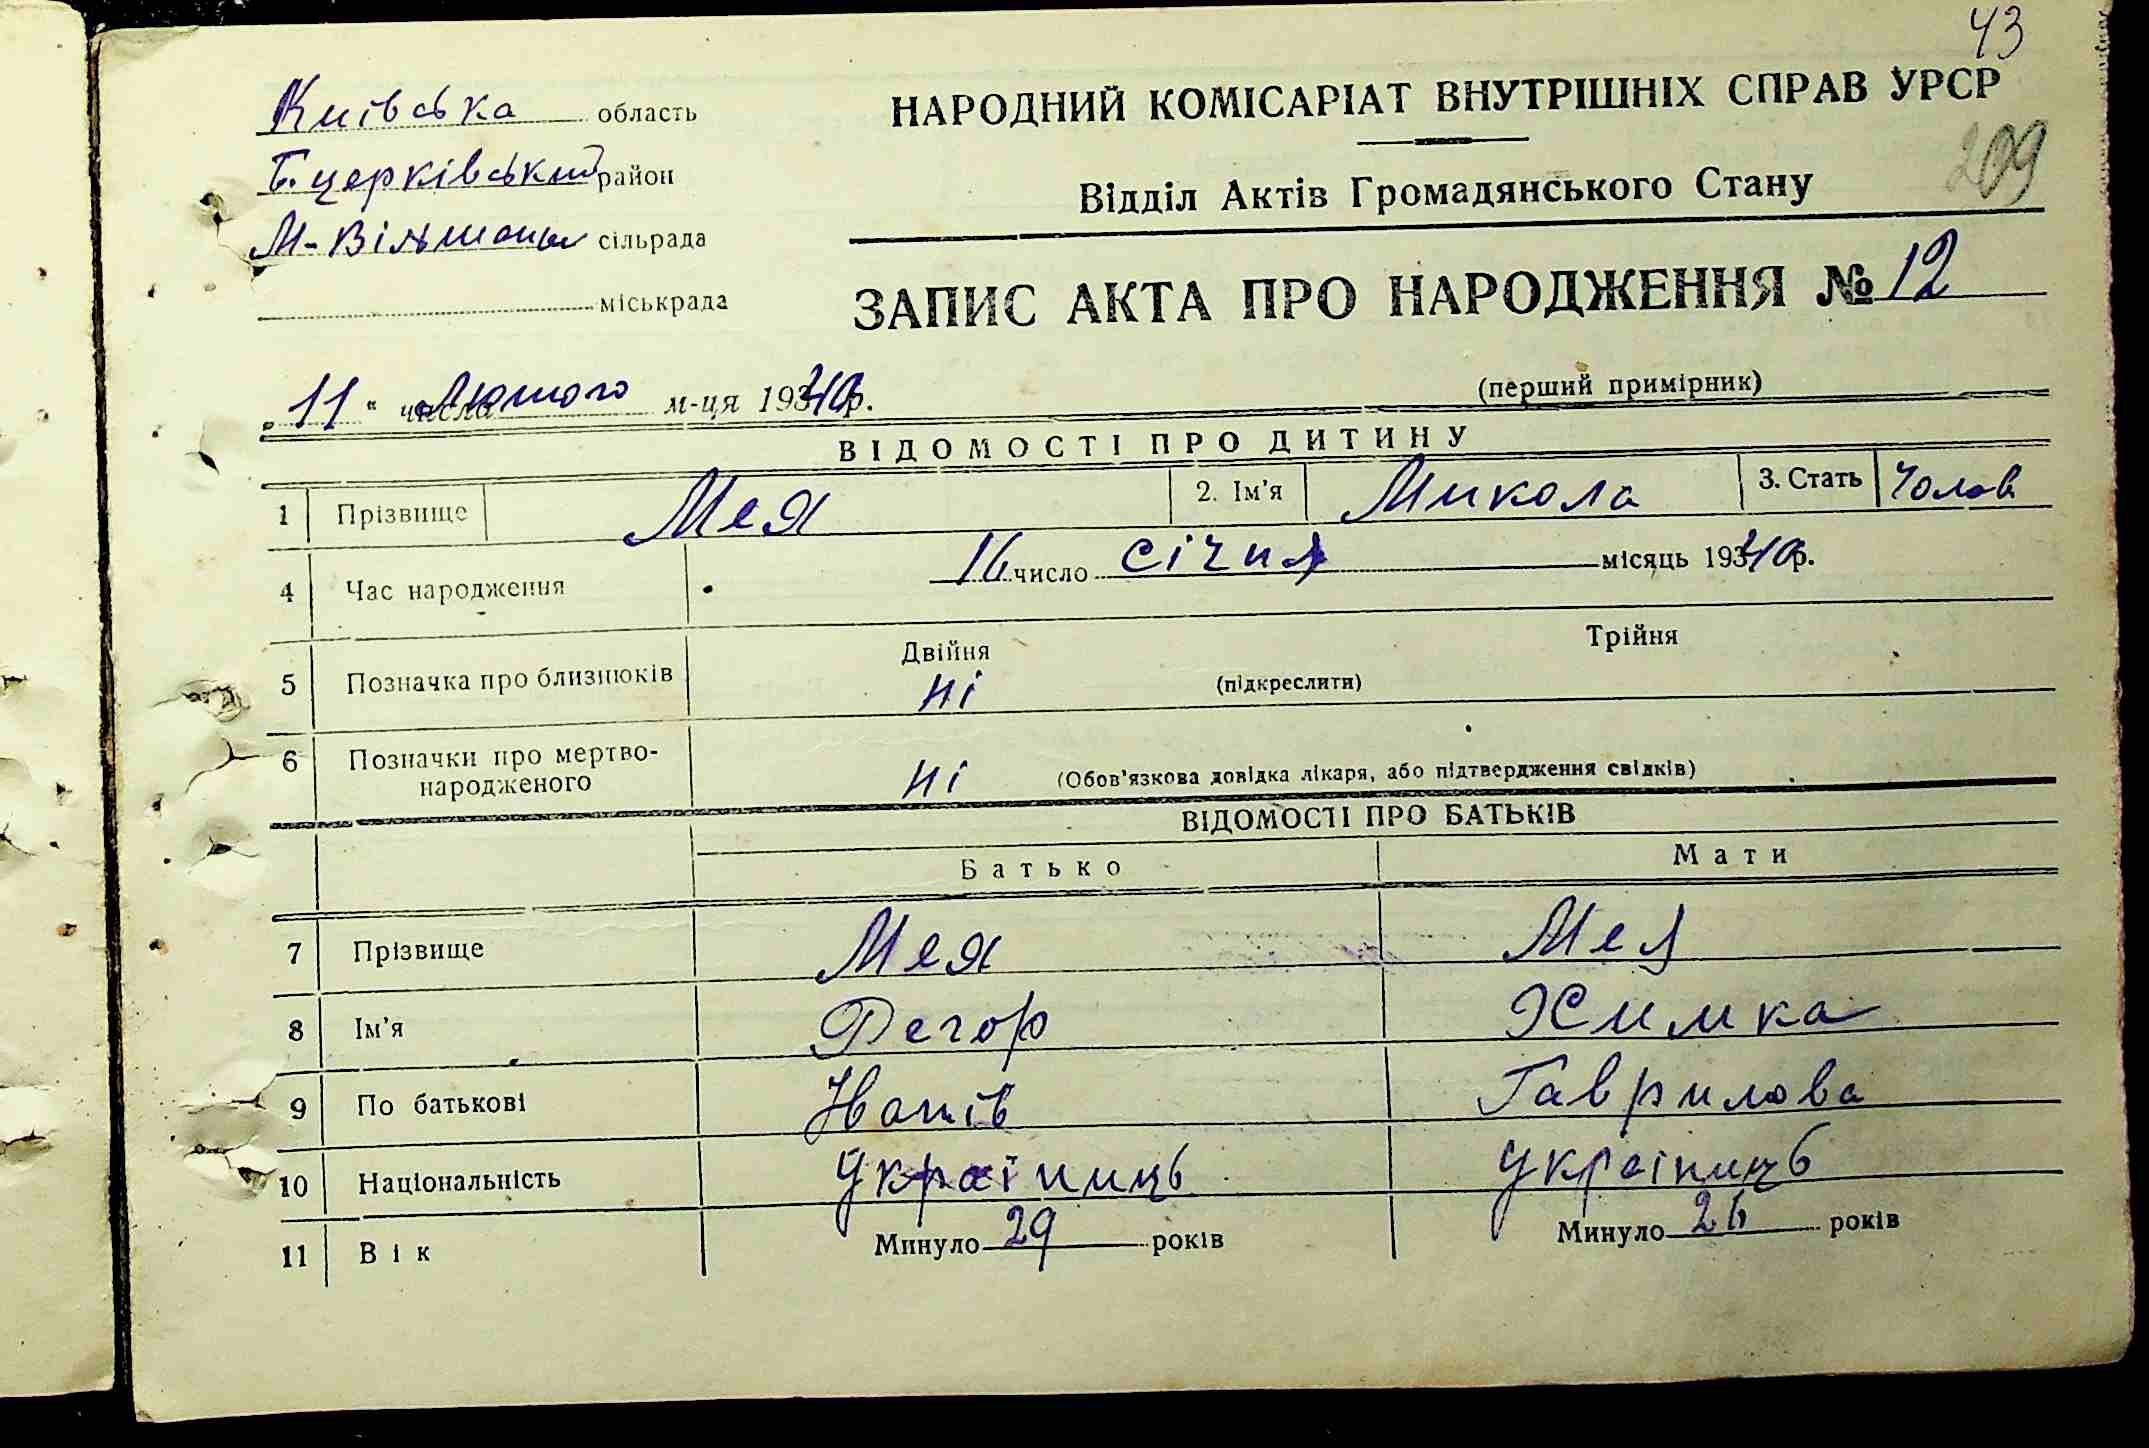 43
Київська область
НАРОДНИЙ КОМІСАРІАТ ВНУТРІШНІХ СПРАВ УРСР
209
Б. церківський район
Відділ Актів Громадянського Стану
М-Вільшанська сільрада
міськрада
ЗАПИС АКТА ПРО НАРОДЖЕННЯ № 12
„11“ числа Лютого м-ця 1940 р.
(перший примірник)
ВІДОМОСТІ ПРО ДИТИНУ
1 Прізвище Мея 2. Ім'я Микола 3. Стать Чолов
4 Час народження 16 число січня місяць 1940 р.
5 Позначка про близнюків Двійня ні (підкреслити) Трійня
6 Позначки про мертвонародженого ні (Обов'язкова довідка лікаря, або підтвердження свідків)
ВІДОМОСТІ ПРО БАТЬКІВ
Батько Мати
7 Прізвище Мея Мея
8 Ім'я Фегор Химка
9 По батькові Іванів Гаврилова
10 Національність Українець Українець
11 Вік Минуло 29 років Минуло 26 років